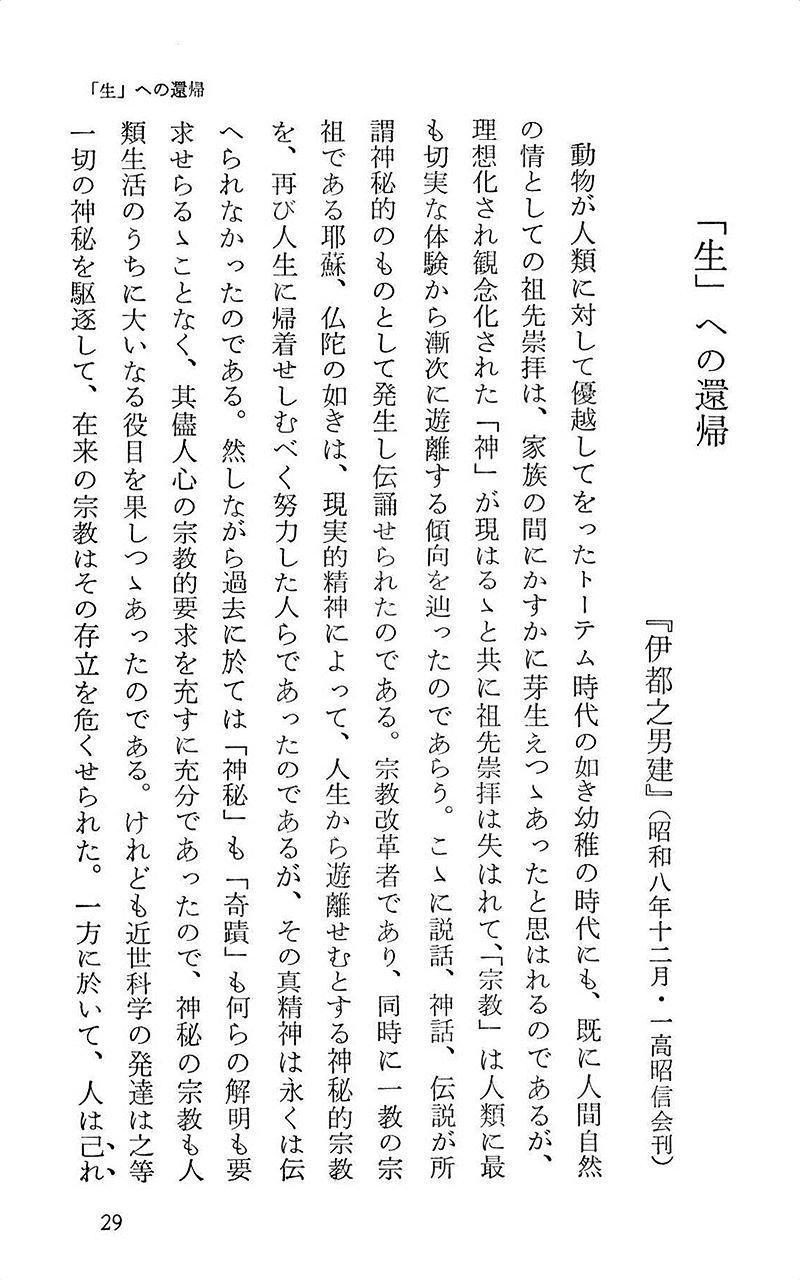 「生」への還帰
「生」への還帰
『伊都之男建』（昭和八年十二月・一高昭信会刊）
動物が人類に対して優越してをったトーテム時代の如き幼稚の時代にも、既に人間自然
の情としての祖先崇拝は、家族の間にかすかに芽生えつゝあったと思はれるのであるが、
理想化され観念化された「神」が現はるゝと共に祖先崇拝は失はれて、「宗教」は人類に最
も切実な体験から漸次に遊離する傾向を辿ったのであらう。こゝに説話、神話、伝説が所
謂神秘的のものとして発生し伝誦せられたのである。宗教改革者であり、同時に一教の宗
祖である耶蘇、仏陀の如きは、現実的精神によって、人生から遊離せむとする神秘的宗教
を、再び人生に帰着せしむべく努力した人らであったのであるが、その真精神は永くは伝
へられなかったのである。然しながら過去に於ては「神秘」も「奇蹟」も何らの解明も要
求せらるゝことなく、其儘人心の宗教的要求を充すに充分であったので、神秘の宗教も人
類生活のうちに大いなる役目を果しつゝあったのである。けれども近世科学の発達は之等
一切の神秘を駆逐して、在来の宗教はその存立を危くせられた。一方に於いて、人は己れ
29